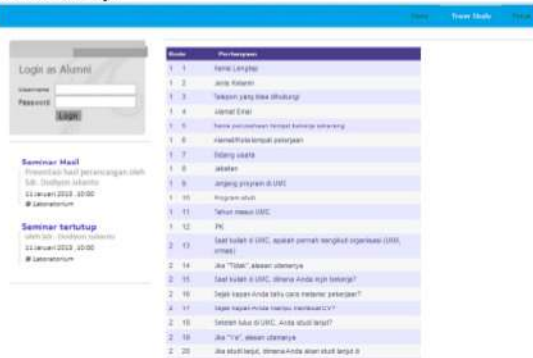 Home Tracer Study
Login as Alumni
Username
Password
Login
Seminar Hasil
Presentasi hasil perancangan oleh
Sdr. Dodiyon sukanto
11 Januari 2013 , 10:00
@ Laboratorium
Seminar tertutup
oleh Sdr. Dodiyon sukanto
11 Januari 2013 , 10:00
@ Laboratorium
Kode Pertanyaan
1 1 Nama Lengkap
1 2 Jenis Kelamin
1 3 Telepon yang bisa dihubungi
1 4 Alamat Email
1 5 Nama perusahaan tempat bekerja sekarang
1 6 Alamat/Kota tempat pekerjaan
1 7 Bidang usaha
1 8 Jabatan
1 9 Jenjang program di UMC
1 10 Program studi
1 11 Tahun masuk UMC
1 12 IPK
2 13 Saat kuliah di UMC, apakah pernah mengikuti organisasi (UKM,
ormas)
2 14 Jika "Tidak", alasan utamanya
2 15 Saat kuliah di UMC, dimana Anda ingin bekerja?
2 16 Sejak kapan Anda tahu cara melamar pekerjaan?
2 17 Sejak kapan Anda mampu membuat CV?
2 18 Setelah lulus di UMC, Anda studi lanjut?
2 19 Jika "Ya", alasan utamanya
2 20 Jika studi lanjut, dimana Anda akan studi lanjut di